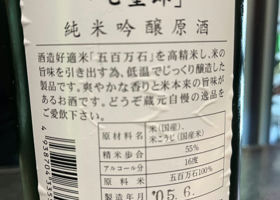 純米吟醸原酒
酒造好適米「五百万石」を高精米し、米の
旨味を引き出す為、低温でじっくり醸造した
製品です。爽やかな香りと米本来の旨味が
あるお酒です。どうぞ蔵元自慢の逸品を
ご愛飲下さい。
原材料名 米(国産)、米こうじ(国産米)
精米歩合 55%
アルコール分 16度
原料米 五百万石100%
製造年月 '05.6.
4938704355